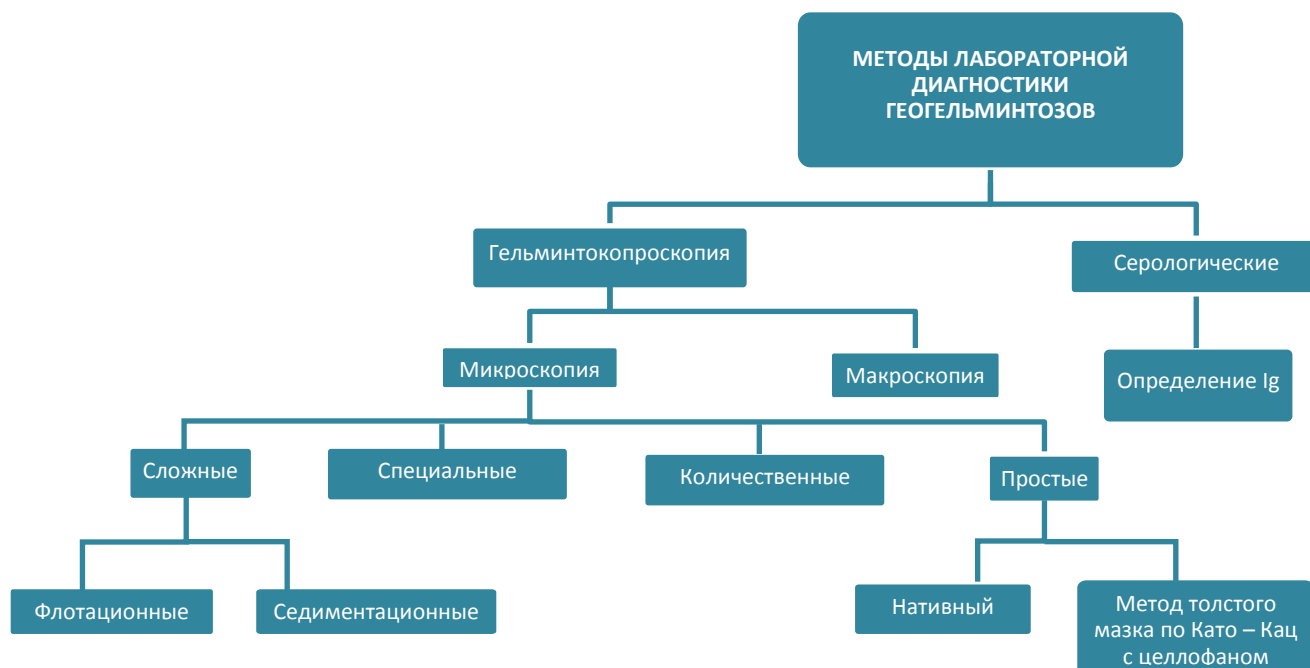 МЕТОДЫ ЛАБОРАТОРНОЙ
ДИАГНОСТИКИ
ГЕОГЕЛЬМИНТОЗОВ
Гельминтокопроскопия
Серологические
Микроскопия
Макроскопия
Определение Ig
Сложные
Специальные
Количественные
Простые
Флотационные
Седиментационные
Нативный
Метод толстого
мазка по Като – Кац
с целлофаном